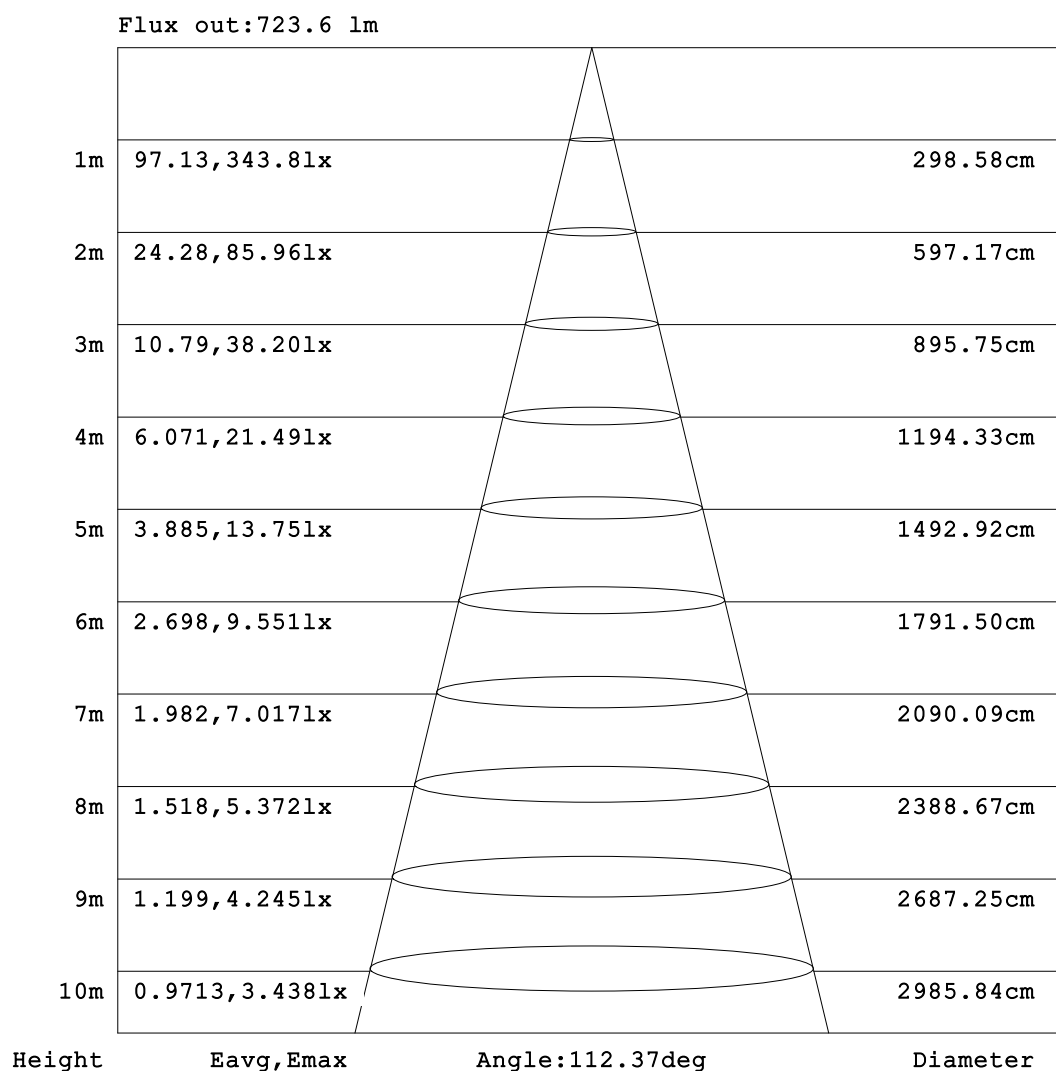 Flux out:723.6 lm
1m 97.13,343.8lx 298.58cm
2m 24.28,85.96lx 597.17cm
3m 10.79,38.20lx 895.75cm
4m 6.071,21.49lx 1194.33cm
5m 3.885,13.75lx 1492.92cm
6m 2.698,9.551lx 1791.50cm
7m 1.982,7.017lx 2090.09cm
8m 1.518,5.372lx 2388.67cm
9m 1.199,4.245lx 2687.25cm
10m 0.9713,3.438lx 2985.84cm
Height Eavg,Emax Angle:112.37deg Diameter